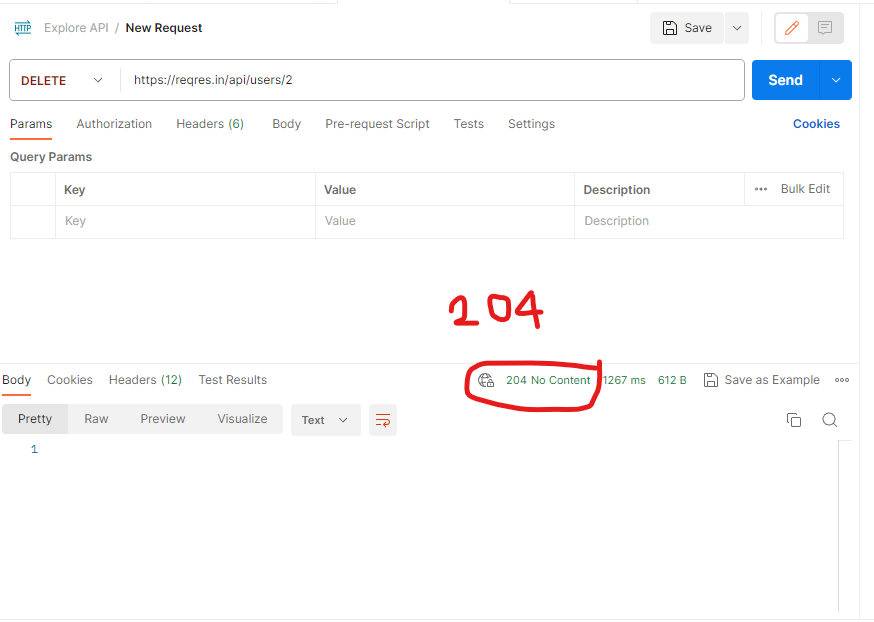 HTTP Explore API / New Request Save
DELETE https://reqres.in/api/users/2 Send
Params Authorization Headers (6) Body Pre-request Script Tests Settings Cookies
Query Params
Key Value Description ••• Bulk Edit
Key Value Description
204
Body Cookies Headers (12) Test Results 204 No Content 1267 ms 612 B Save as Example
Pretty Raw Preview Visualize Text
1